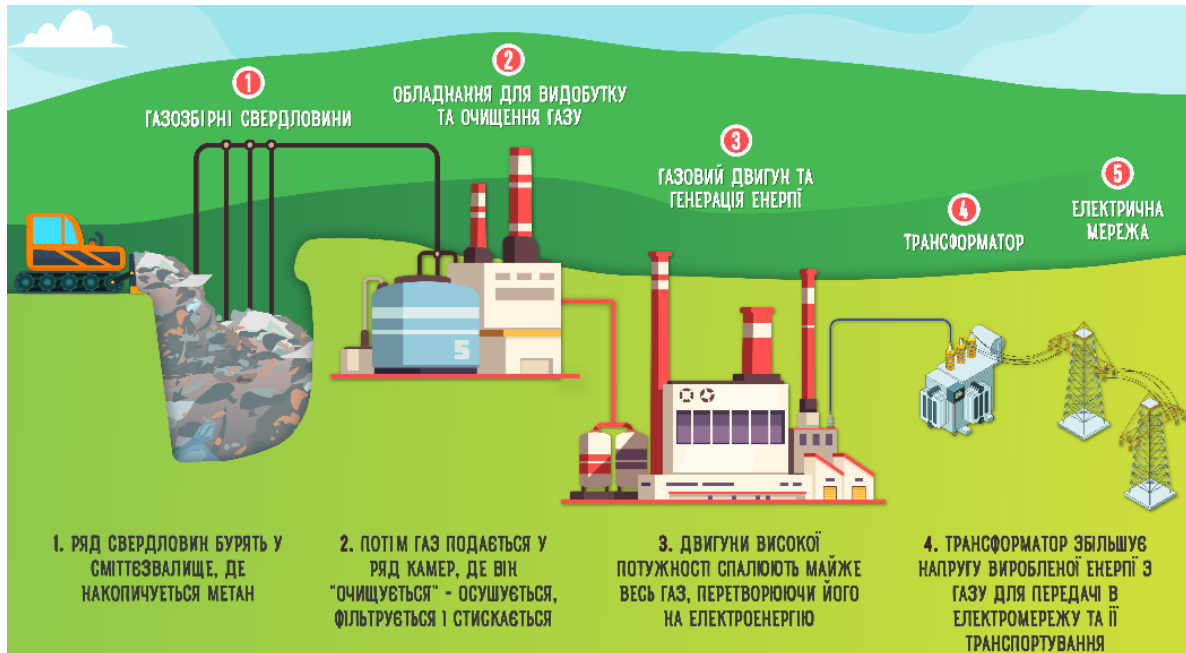 1
ГАЗОЗБІРНІ СВЕРДЛОВИНИ
2
ОБЛАДНАННЯ ДЛЯ ВИДОБУТКУ
ТА ОЧИЩЕННЯ ГАЗУ
3
ГАЗОВИЙ ДВИГУН ТА
ГЕНЕРАЦІЯ ЕНЕРГІЇ
4
ТРАНСФОРМАТОР
5
ЕЛЕКТРИЧНА
МЕРЕЖА
5
1. РЯД СВЕРДЛОВИН БУРЯТЬ У
СМІТТЄЗВАЛИЩЕ, ДЕ
НАКОПИЧУЕТЬСЯ МЕТАН
2. ПОТІМ ГАЗ ПОДАЄТЬСЯ У
РЯД КАМЕР, ДЕ ВІН
"ОЧИЩУЄТЬСЯ" - ОСУШУЄТЬСЯ,
ФІЛЬТРУЄТЬСЯ І СТИСКАЄТЬСЯ
3. ДВИГУНИ ВИСОКОЇ
ПОТУЖНОСТІ СПАЛЮЮТЬ МАЙЖЕ
ВЕСЬ ГАЗ, ПЕРЕТВОРЮЮЧИ ЙОГО
НА ЕЛЕКТРОЕНЕРГІЮ
4. ТРАНСФОРМАТОР ЗБІЛЬШУЄ
НАПРУГУ ВИРОБЛЕНОЇ ЕНЕРГІЇ З
ГАЗУ ДЛЯ ПЕРЕДАЧІ В
ЕЛЕКТРОМЕРЕЖУ ТА ЇЇ
ТРАНСПОРТУВАННЯ